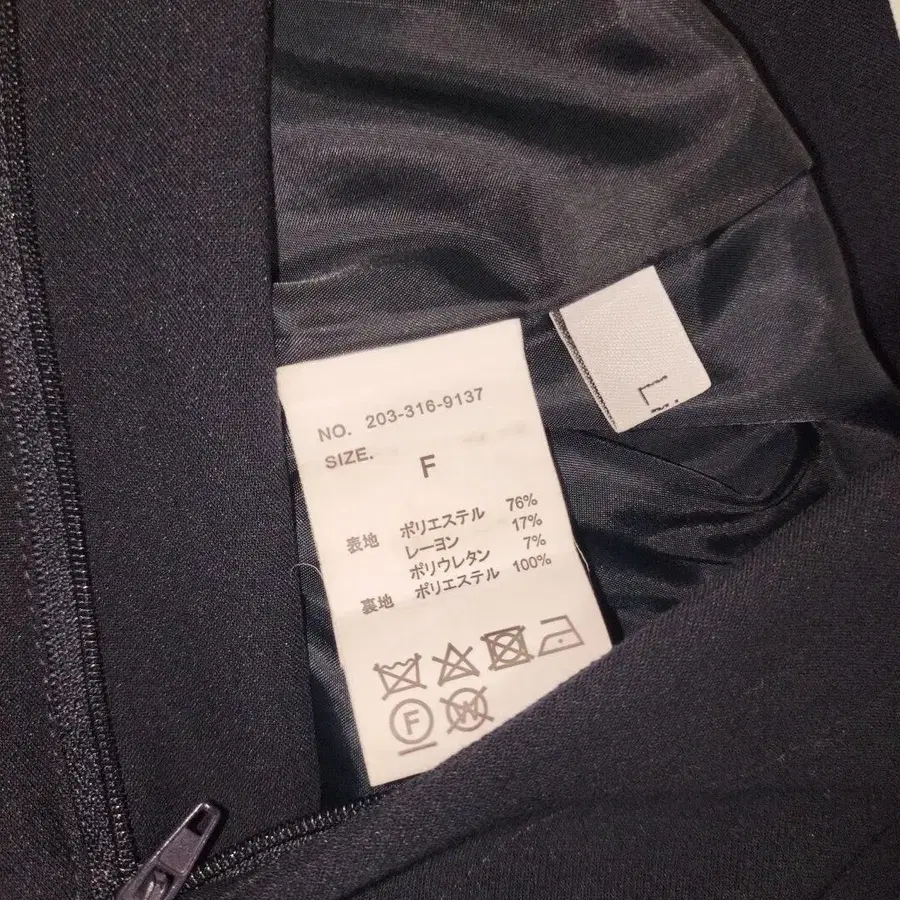 NO. 203-316-9137
SIZE. F
表地 ポリエステル 76%
レーヨン 17%
ポリウレタン 7%
裏地 ポリエステル 100%
F
W